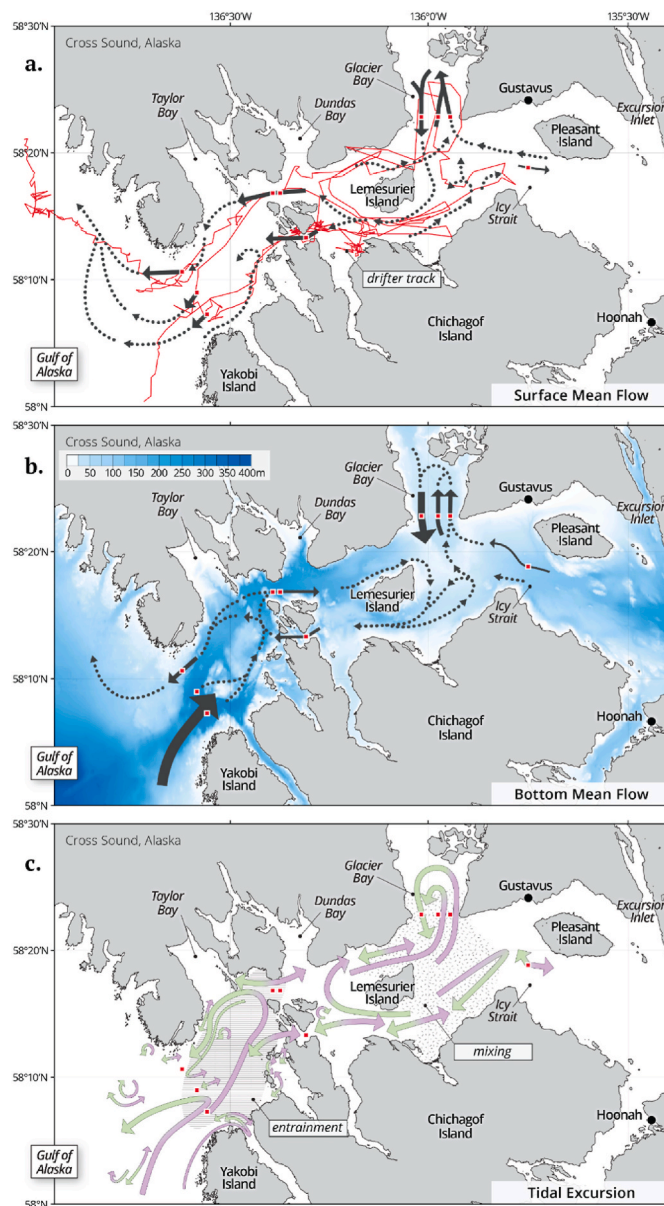 136°30'W 136°0'W 135°30'W
58°30'N
Cross Sound, Alaska
a.
Glacier
Bay
Gustavus
Taylor
Bay
Dundas
Bay
Excursion
Inlet
Pleasant
Island
58°20'N
Lemesurier
Island
Icy
Strait
58°10'N
drifter track
Chichagof
Island
Hoonah
Gulf of
Alaska
Yakobi
Island
58°N
Surface Mean Flow
58°30'N
Cross Sound, Alaska
b.
0 50 100 150 200 250 300 350 400m
Glacier
Bay
Gustavus
Taylor
Bay
Dundas
Bay
Excursion
Inlet
Pleasant
Island
58°20'N
Lemesurier
Island
Icy
Strait
58°10'N
Chichagof
Island
Hoonah
Gulf of
Alaska
Yakobi
Island
58°N
Bottom Mean Flow
58°30'N
Cross Sound, Alaska
c.
Glacier
Bay
Gustavus
Taylor
Bay
Dundas
Bay
Excursion
Inlet
Pleasant
Island
58°20'N
Lemesurier
Island
Icy
Strait
mixing
58°10'N
entrainment
Chichagof
Island
Hoonah
Gulf of
Alaska
Yakobi
Island
58°N
Tidal Excursion